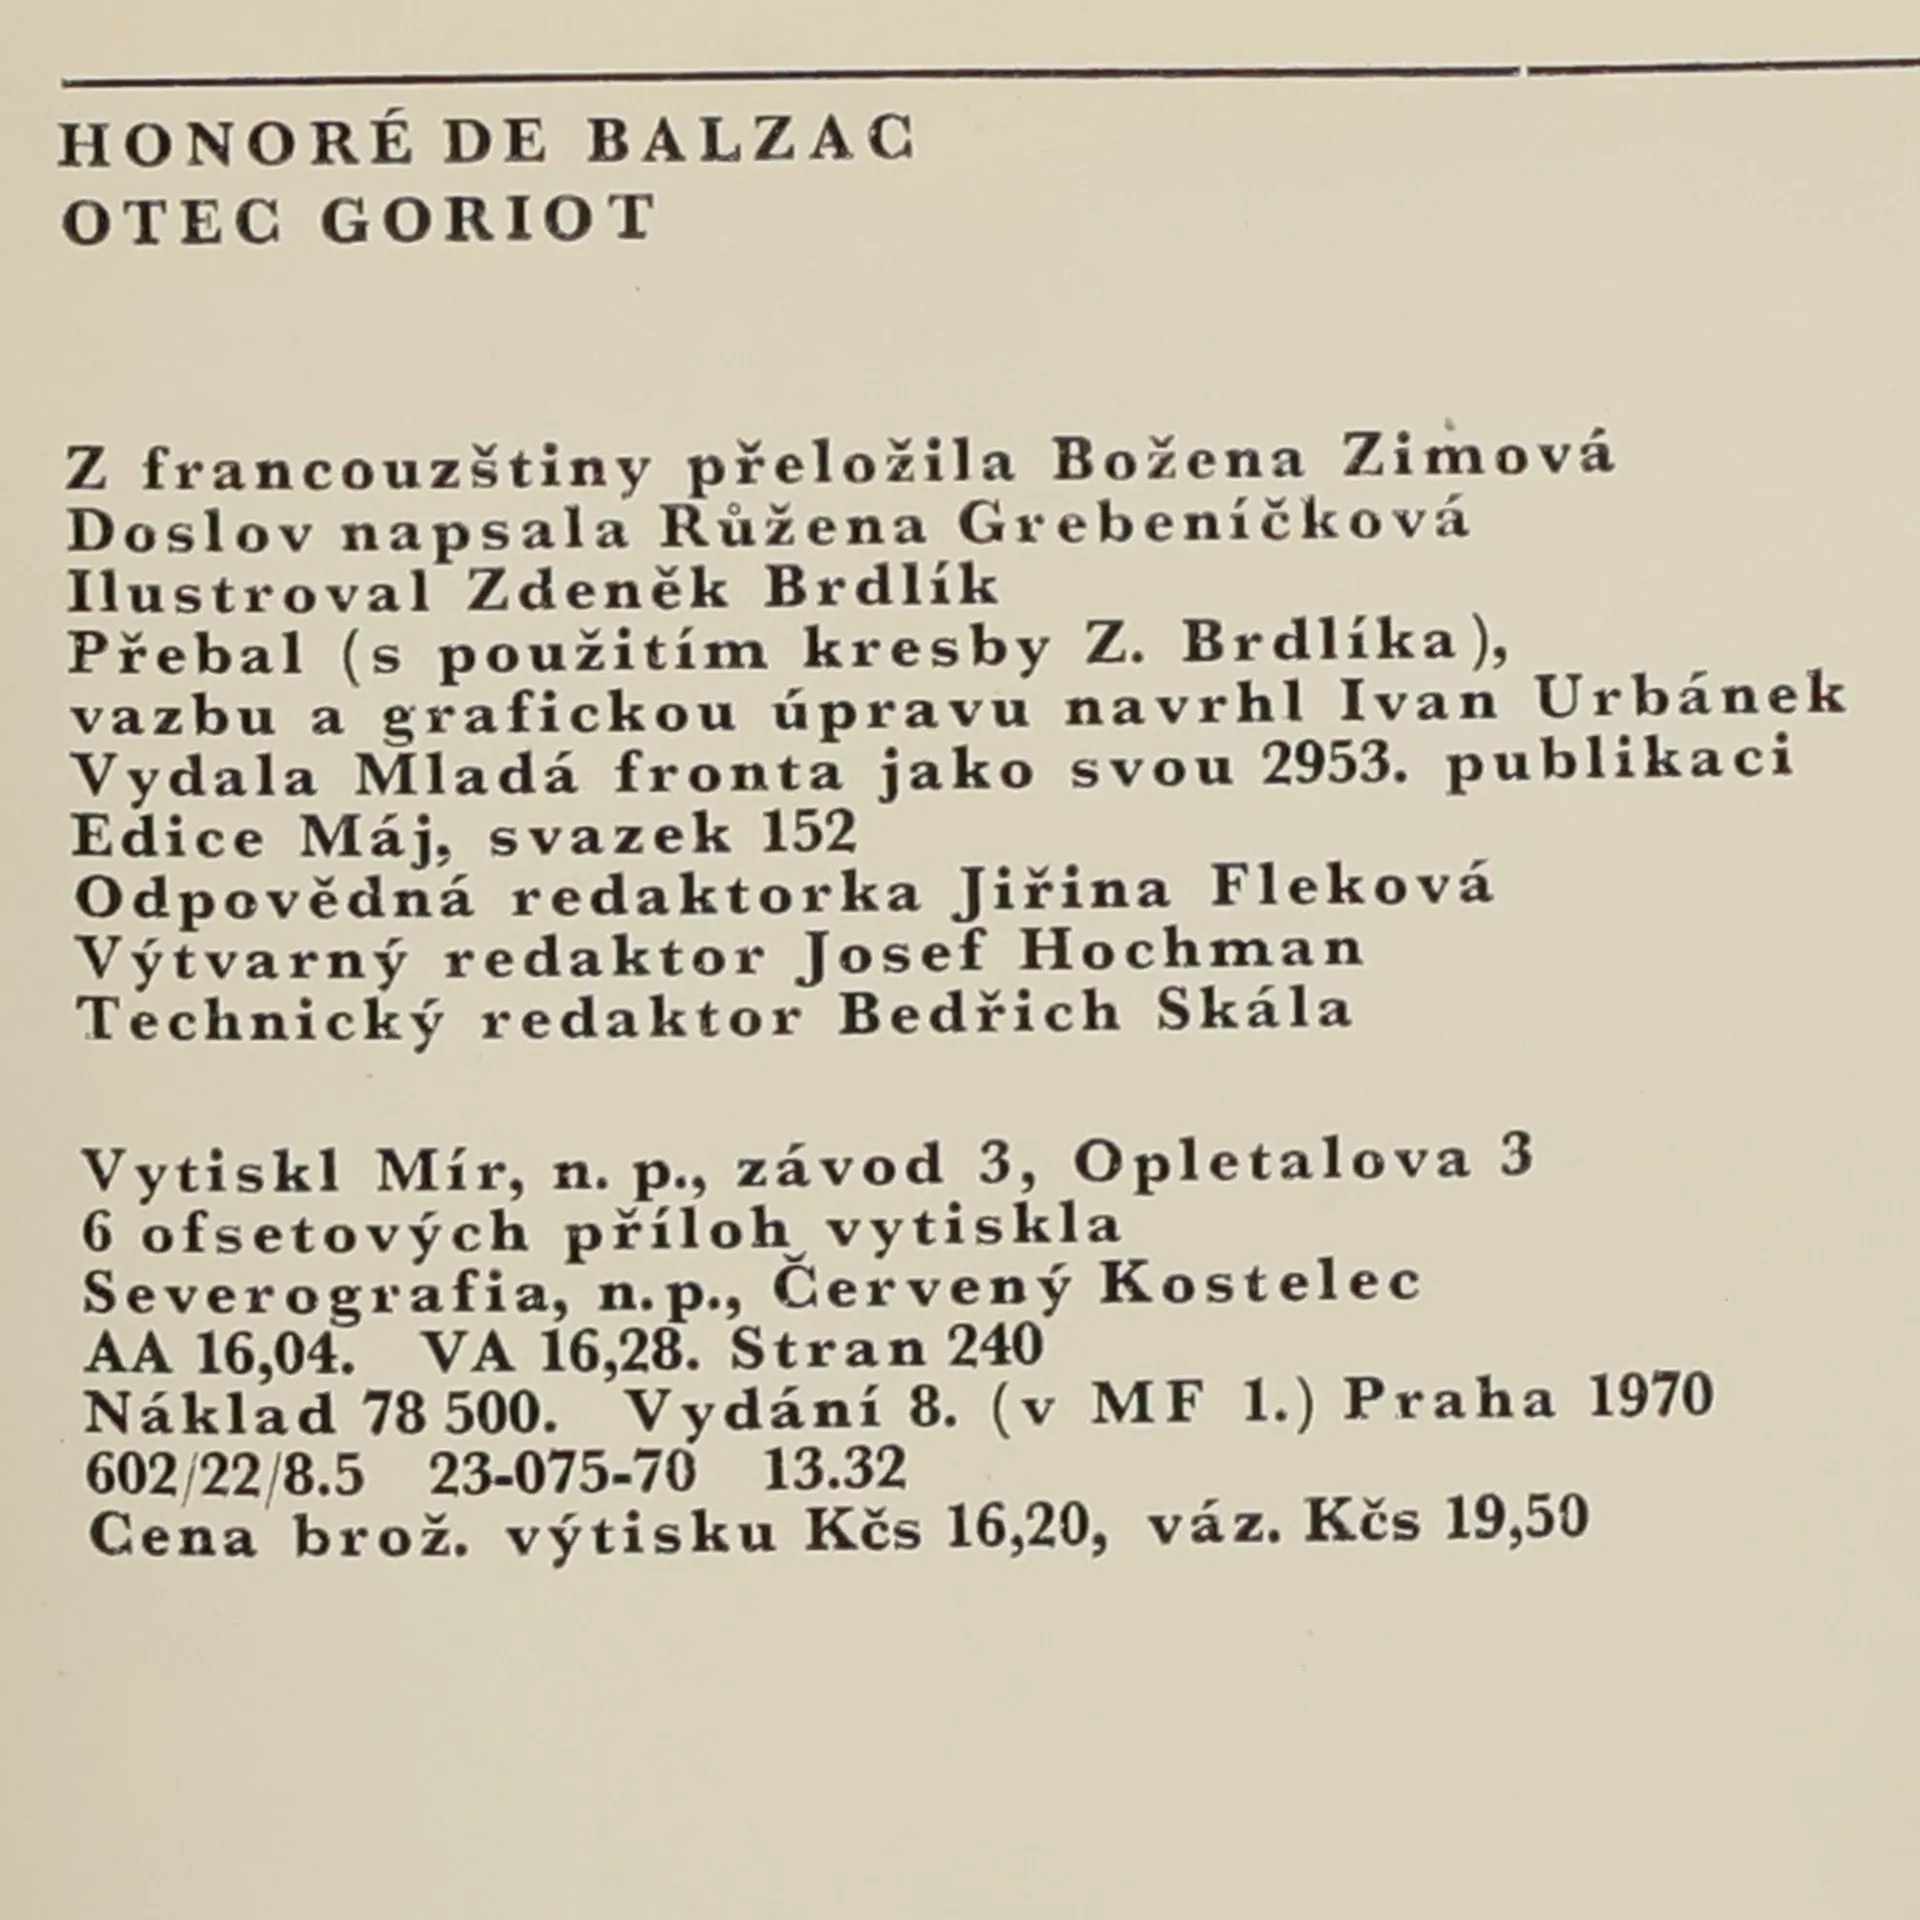 HONORÉ DE BALZAC
OTEC GORIOT
Z francouzštiny přeložila Božena Zimová
Doslov napsala Růžena Grebeníčková
Ilustroval Zdeněk Brdlík
Přebal (s použitím kresby Z. Brdlíka),
vazbu a grafickou úpravu navrhl Ivan Urbánek
Vydala Mladá fronta jako svou 2953. publikaci
Edice Máj, svazek 152
Odpovědná redaktorka Jiřina Fleková
Výtvarný redaktor Josef Hochman
Technický redaktor Bedřich Skála
Vytiskl Mír, n. p., závod 3, Opletalova 3
6 ofsetových příloh vytiskla
Severografia, n. p., Červený Kostelec
AA 16,04. VA 16,28. Stran 240
Náklad 78 500. Vydání 8. (v MF 1.) Praha 1970
602/22/8.5 23-075-70 13.32
Cena brož. výtisku Kčs 16,20, váz. Kčs 19,50